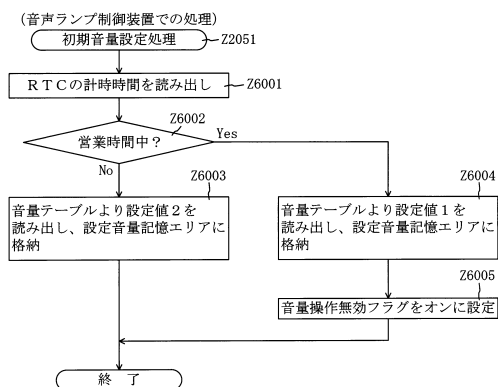 (音声ランプ制御装置での処理)
初期音量設定処理
Z2051
RTCの計時時間を読み出し
Z6001
Z6002
営業時間中?
Yes
No
Z6003
音量テーブルより設定値2を
読み出し、設定音量記憶エリアに
格納
Z6004
音量テーブルより設定値1を
読み出し、設定音量記憶エリアに
格納
Z6005
音量操作無効フラグをオンに設定
終 了